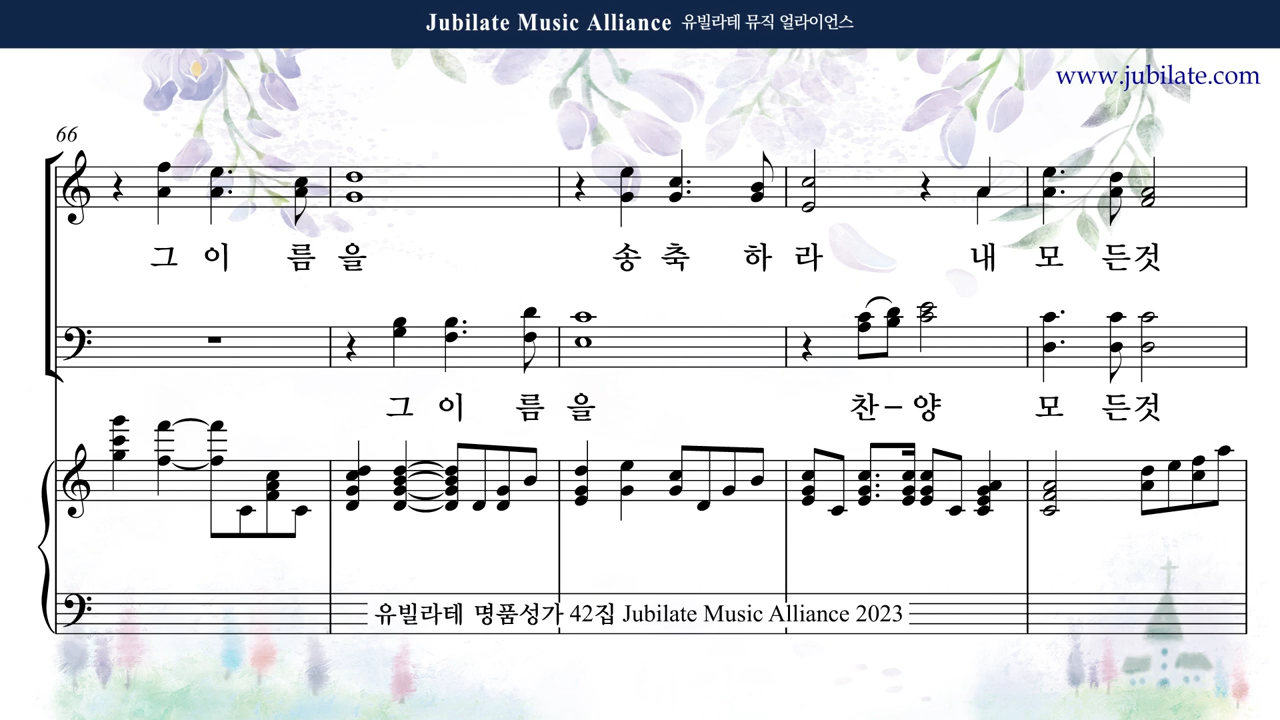 Jubilate Music Alliance 유빌라테 뮤직 얼라이언스
www.jubilate.com
66
그 이 름 을 송 축 하 라 내 모 든것
그 이 름 을 찬 – 양 모 든것
유빌라테 명품성가 42집 Jubilate Music Alliance 2023